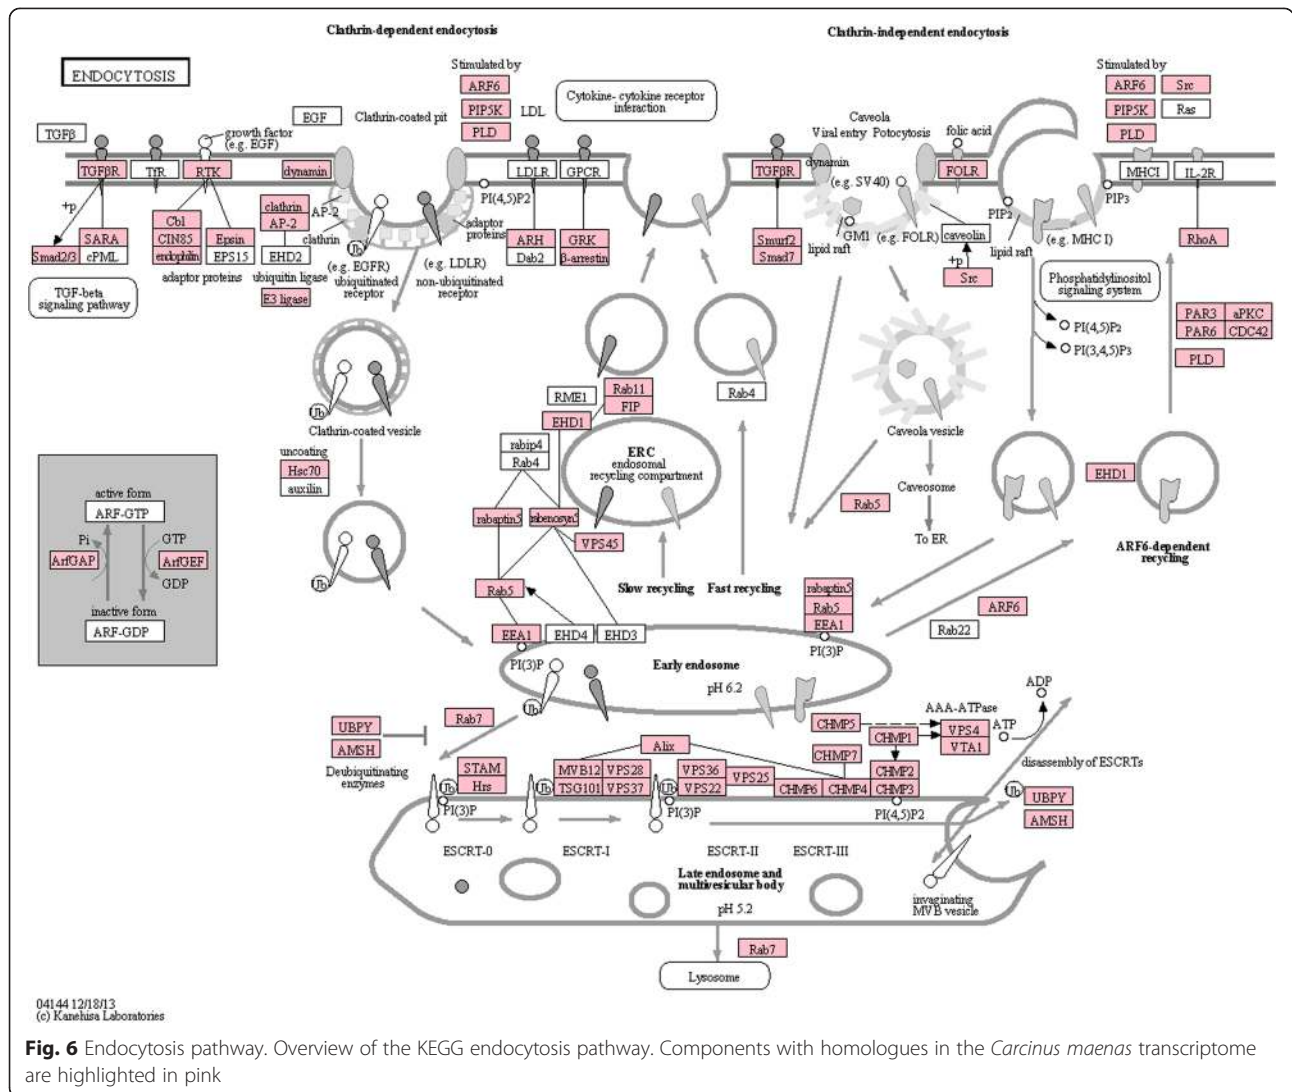 Clathrin-dependent endocytosis
Clathrin-independent endocytosis
ENDOCYTOSIS
Stimulated by
ARF6
PIP5K
PLD
LDL
Cytokine- cytokine receptor
interaction
Stimulated by
ARF6 Src
PIP5K Ras
PLD
TGFβ
EGF
growth factor
(e.g. EGF)
Clathrin-coated pit
Caveola
Viral entry Potocytosis
folic acid
TGFβR TfR RTK dynamin
LDLR GPCR
TGFβR dynamin
FOLR
MHCI IL-2R
(e.g. SV40)
PI(4,5)P2
PIP2
PIP3
+p
SARA
Smad2/3 cPML
Cbl
CIN85
endophilin
Epsin
EPS15
adaptor proteins
clathrin
AP-2
EHD2
ubiquitin ligase
E3 ligase
AP-2
clathrin
Ub
(e.g. EGFR)
ubiquitinated
receptor
(e.g. LDLR)
non-ubiquitinated
receptor
adaptor
proteins
ARH
Dab2
GRK
β-arrestin
Smurf2
Smad7
lipid raft
GM1
(e.g. FOLR)
caveolin
+p
Src
lipid raft
(e.g. MHC I)
RhoA
TGF-beta
signaling pathway
Phosphatidylinositol
signaling system
PI(4,5)P2
PI(3,4,5)P3
PAR3 aPKC
PAR6 CDC42
PLD
Ub
Clathrin-coated vesicle
uncoating
Hsc70
auxilin
RME1
Rab11
FIP
EHD1
Rab4
rabip4
Rab4
ERC
endosomal
recycling compartment
rabaptin5 rabenosyn5
VPS45
Caveola vesicle
Caveosome
To ER
Rab5
EHD1
ARF6-dependent
recycling
active form
ARF-GTP
Pi GTP
ArfGAP ArfGEF
GDP
inactive form
ARF-GDP
Ub
Rab5
Slow recycling Fast recycling
rabaptin5
Rab5
EEA1
PI(3)P
ARF6
Rab22
EEA1 EHD4 EHD3
PI(3)P
Early endosome
pH 6.2
Ub
UBPY
AMSH
Deubiquitinating
enzymes
Rab7
STAM
Hrs
Ub
PI(3)P
Alix
MVB12 VPS28
TSG101 VPS37
Ub
VPS36
VPS22
VPS25
Ub
PI(3)P
CHMP5
CHMP1
CHMP7
CHMP2
CHMP6 CHMP4 CHMP3
PI(4,5)P2
AAA-ATPase
VPS4
VTA1
ATP
ADP
disassembly of ESCRTs
Ub
UBPY
AMSH
ESCRT-0 ESCRT-I ESCRT-II ESCRT-III
Late endosome and
multivesicular body
pH 5.2
invaginating
MVB vesicle
Rab7
Lysosome
04144 12/18/13
(c) Kanehisa Laboratories
Fig. 6 Endocytosis pathway. Overview of the KEGG endocytosis pathway. Components with homologues in the Carcinus maenas transcriptome
are highlighted in pink